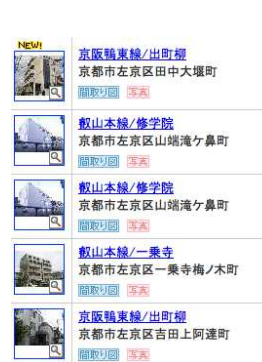 NEW!
京阪鴨東線/出町柳
京都市左京区田中大堰町
間取り図 写真
叡山本線/修学院
京都市左京区山端滝ケ鼻町
間取り図 写真
叡山本線/修学院
京都市左京区山端滝ケ鼻町
間取り図 写真
叡山本線/一乗寺
京都市左京区一乗寺梅ノ木町
間取り図 写真
京阪鴨東線/出町柳
京都市左京区吉田上阿達町
間取り図 写真